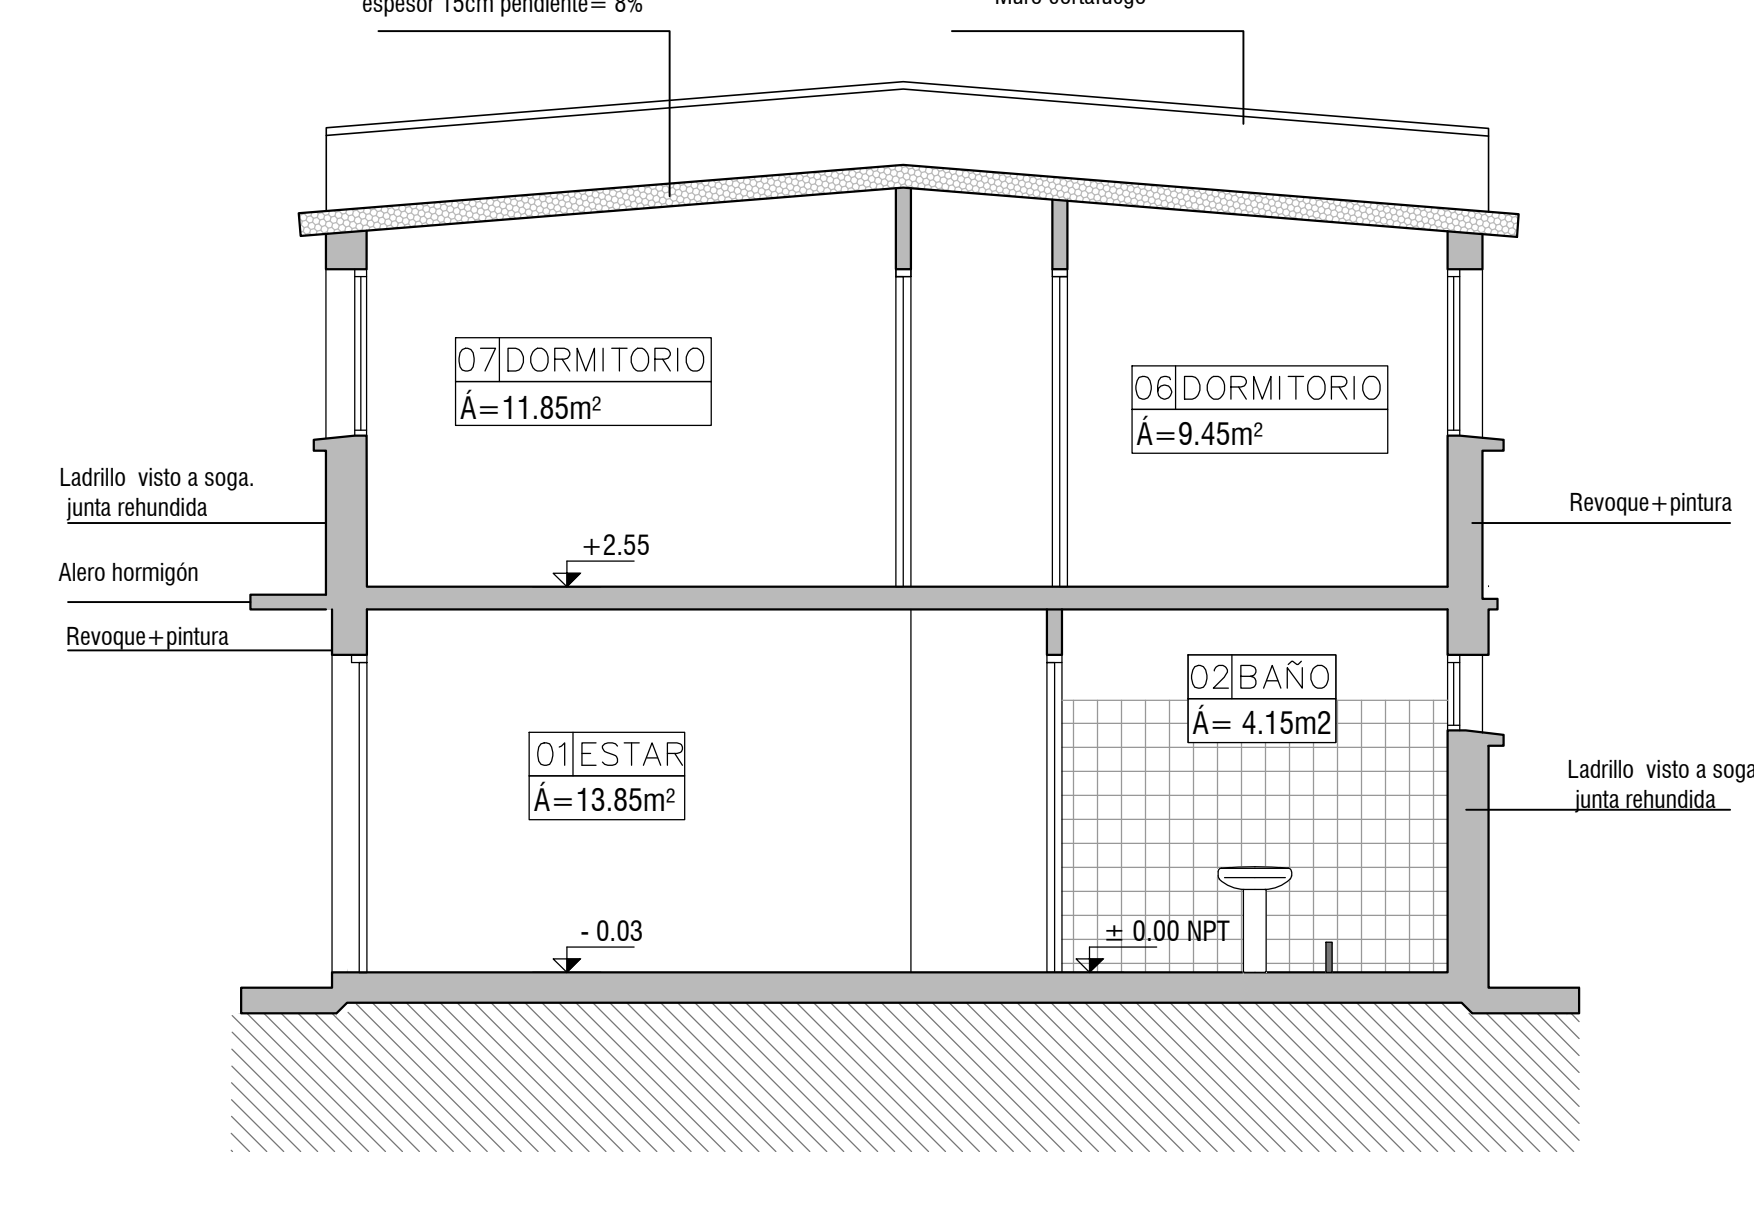 espesor 15cm pendiente= 8%
Muro cortafuego
07 DORMITORIO
Á=11.85m²
06 DORMITORIO
Á=9.45m²
Ladrillo visto a soga.
junta rehundida
Revoque+pintura
+2.55
Alero hormigón
Revoque+pintura
02 BAÑO
Á= 4.15m2
01 ESTAR
Á=13.85m²
Ladrillo visto a soga
junta rehundida
- 0.03
± 0.00 NPT